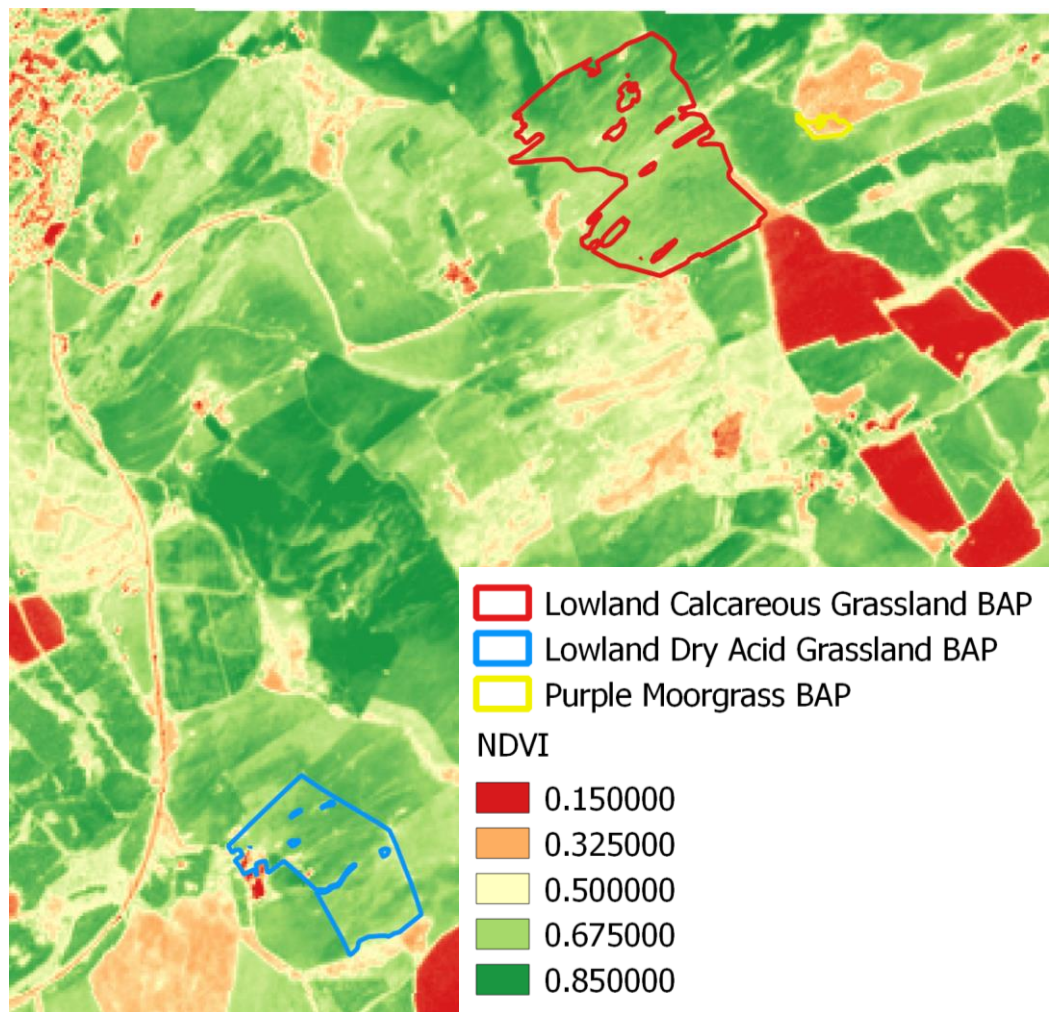 Lowland Calcareous Grassland BAP
Lowland Dry Acid Grassland BAP
Purple Moorgrass BAP
NDVI
0.150000
0.325000
0.500000
0.675000
0.850000